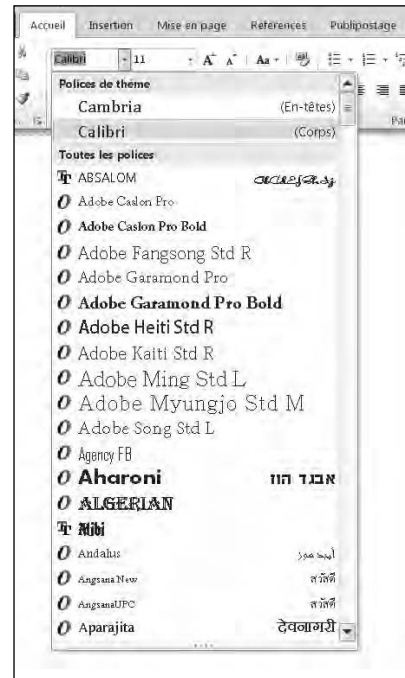 Accueil Insertion Mise en page Références Publipostage
Calibri 11 A A Aa
Polices de thème
Cambria (En-têtes)
Calibri (Corps)
Toutes les polices
ABSALOM
Adobe Caslon Pro
Adobe Caslon Pro Bold
Adobe Fangsong Std R
Adobe Garamond Pro
Adobe Garamond Pro Bold
Adobe Heiti Std R
Adobe Kaiti Std R
Adobe Ming Std L
Adobe Myungjo Std M
Adobe Song Std L
Agency FB
Aharoni אבגד הוז
ALGERIAN
Alibi
Andalus أبجد هوز
Angsana New สวัสดี
AngsanaUPC สวัสดี
Aparajita देवनागरी